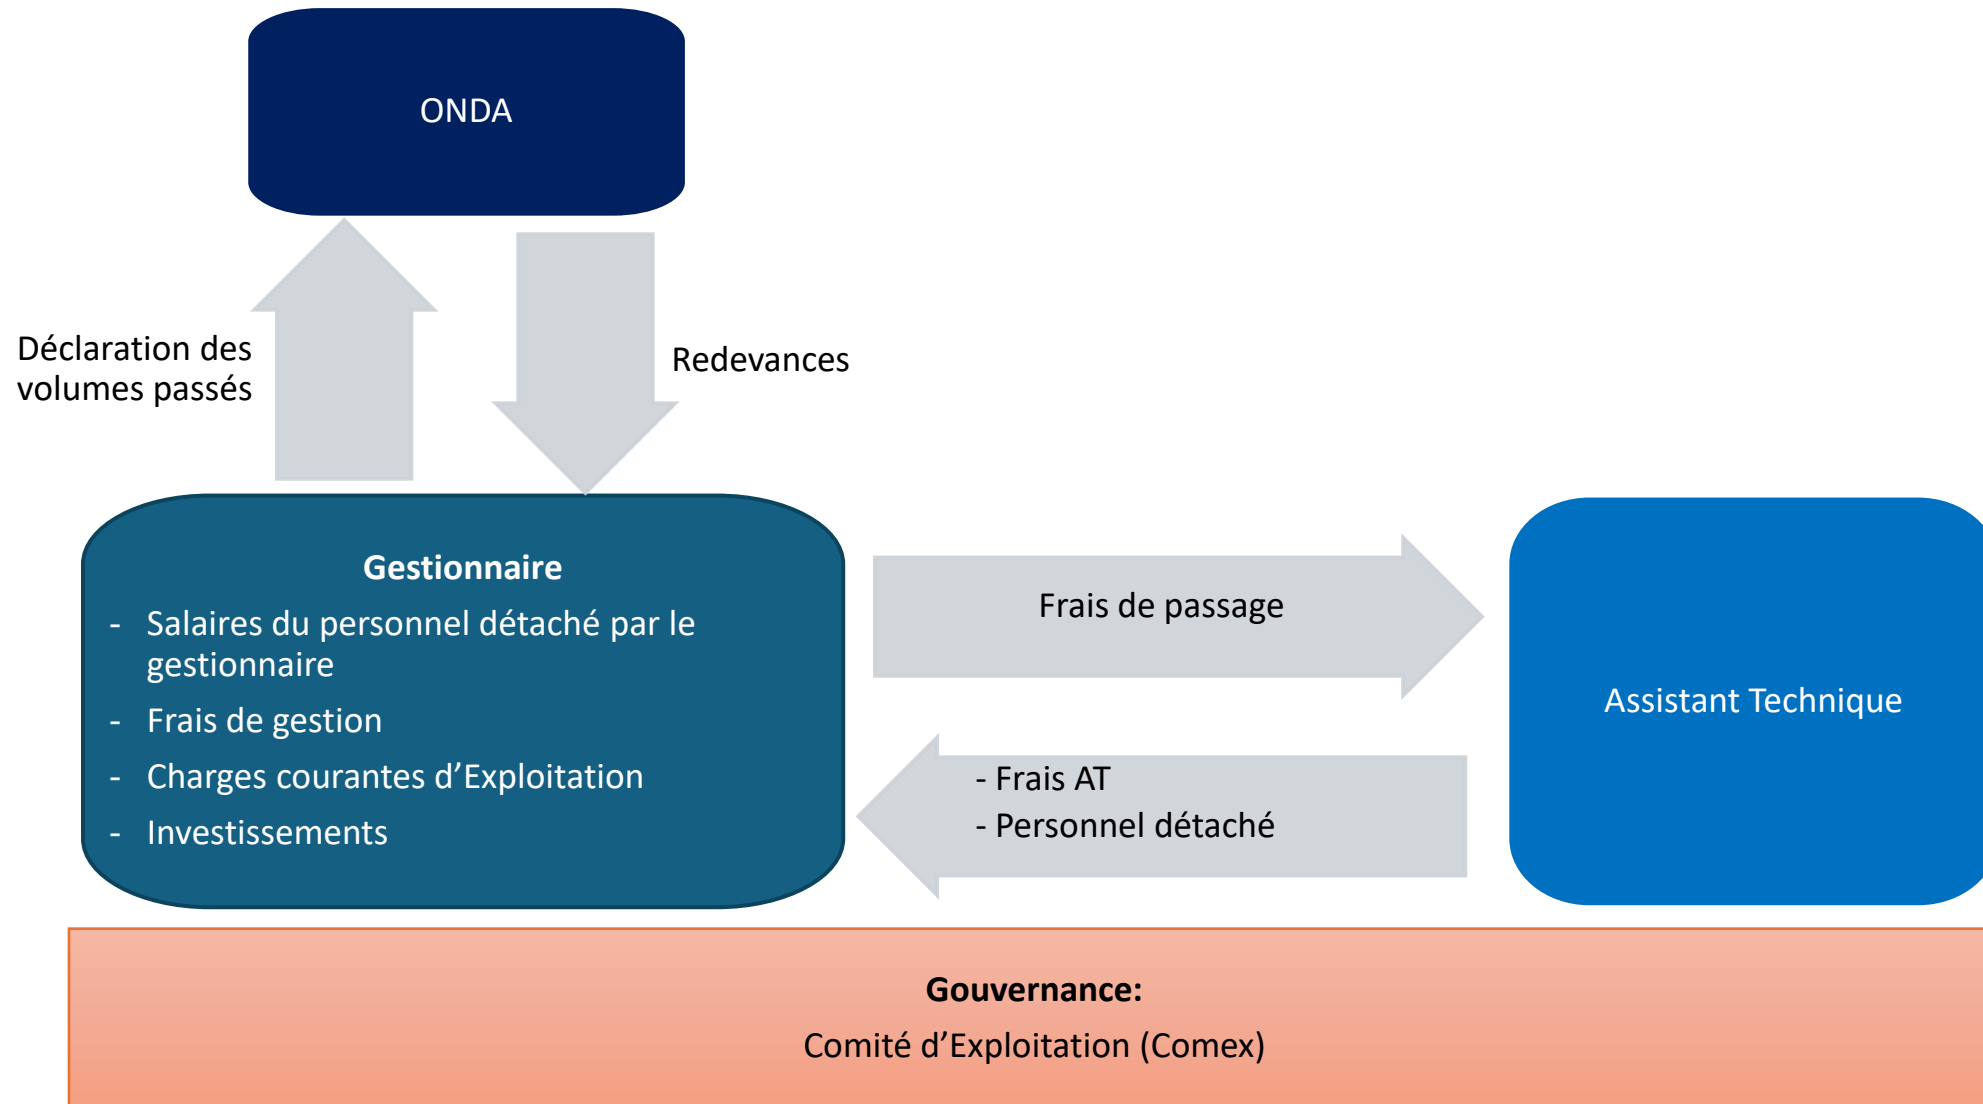 ONDA
Déclaration des
volumes passés
Redevances
Gestionnaire
- Salaires du personnel détaché par le
gestionnaire
- Frais de gestion
- Charges courantes d’Exploitation
- Investissements
Frais de passage
- Frais AT
- Personnel détaché
Assistant Technique
Gouvernance:
Comité d’Exploitation (Comex)